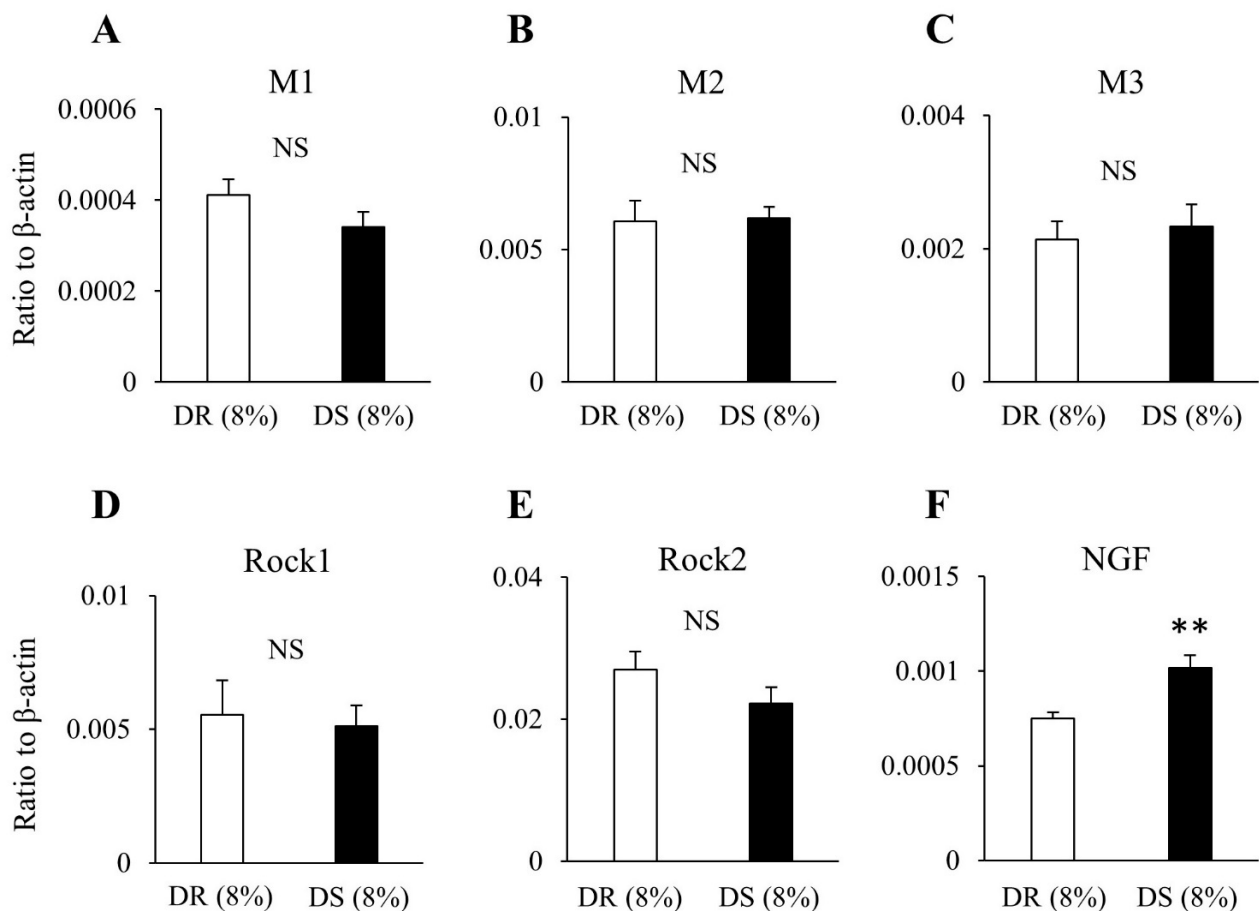 A
M1
Ratio to β-actin
0.0006
0.0004
0.0002
0
NS
DR (8%) DS (8%)
B
M2
0.01
0.005
0
NS
DR (8%) DS (8%)
C
M3
0.004
0.002
0
NS
DR (8%) DS (8%)
D
Rock1
Ratio to β-actin
0.01
0.005
0
NS
DR (8%) DS (8%)
E
Rock2
0.04
0.02
0
NS
DR (8%) DS (8%)
F
NGF
0.0015
0.001
0.0005
0
**
DR (8%) DS (8%)